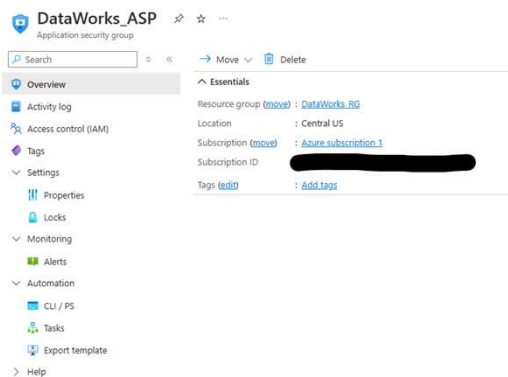 DataWorks_ASP
Application security group
Search
Overview
Activity log
Access control (IAM)
Tags
Settings
Properties
Locks
Monitoring
Alerts
Automation
CLI / PS
Tasks
Export template
Help
Move
Delete
Essentials
Resource group (move) : DataWorks_RG
Location : Central US
Subscription (move) : Azure subscription 1
Subscription ID
Tags (edit) : Add tags